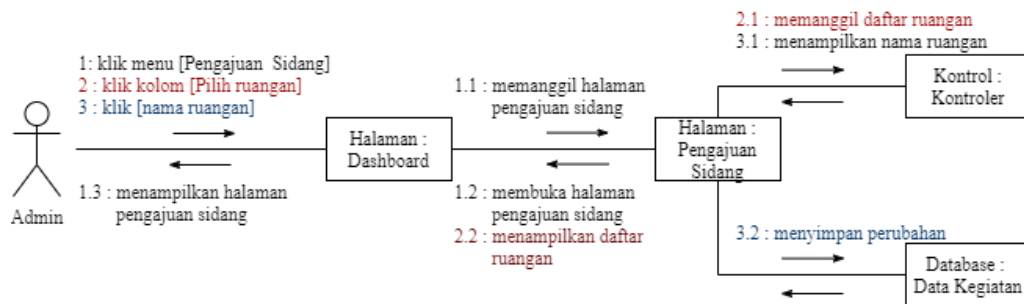 2.1 : memanggil daftar ruangan
3.1 : menampilkan nama ruangan
1: klik menu [Pengajuan Sidang]
2 : klik kolom [Pilih ruangan]
3 : klik [nama ruangan]
1.1 : memanggil halaman
pengajuan sidang
Kontrol :
Kontroler
Halaman :
Dashboard
Halaman :
Pengajuan
Sidang
Admin
1.3 : menampilkan halaman
pengajuan sidang
1.2 : membuka halaman
pengajuan sidang
2.2 : menampilkan daftar
ruangan
3.2 : menyimpan perubahan
Database :
Data Kegiatan